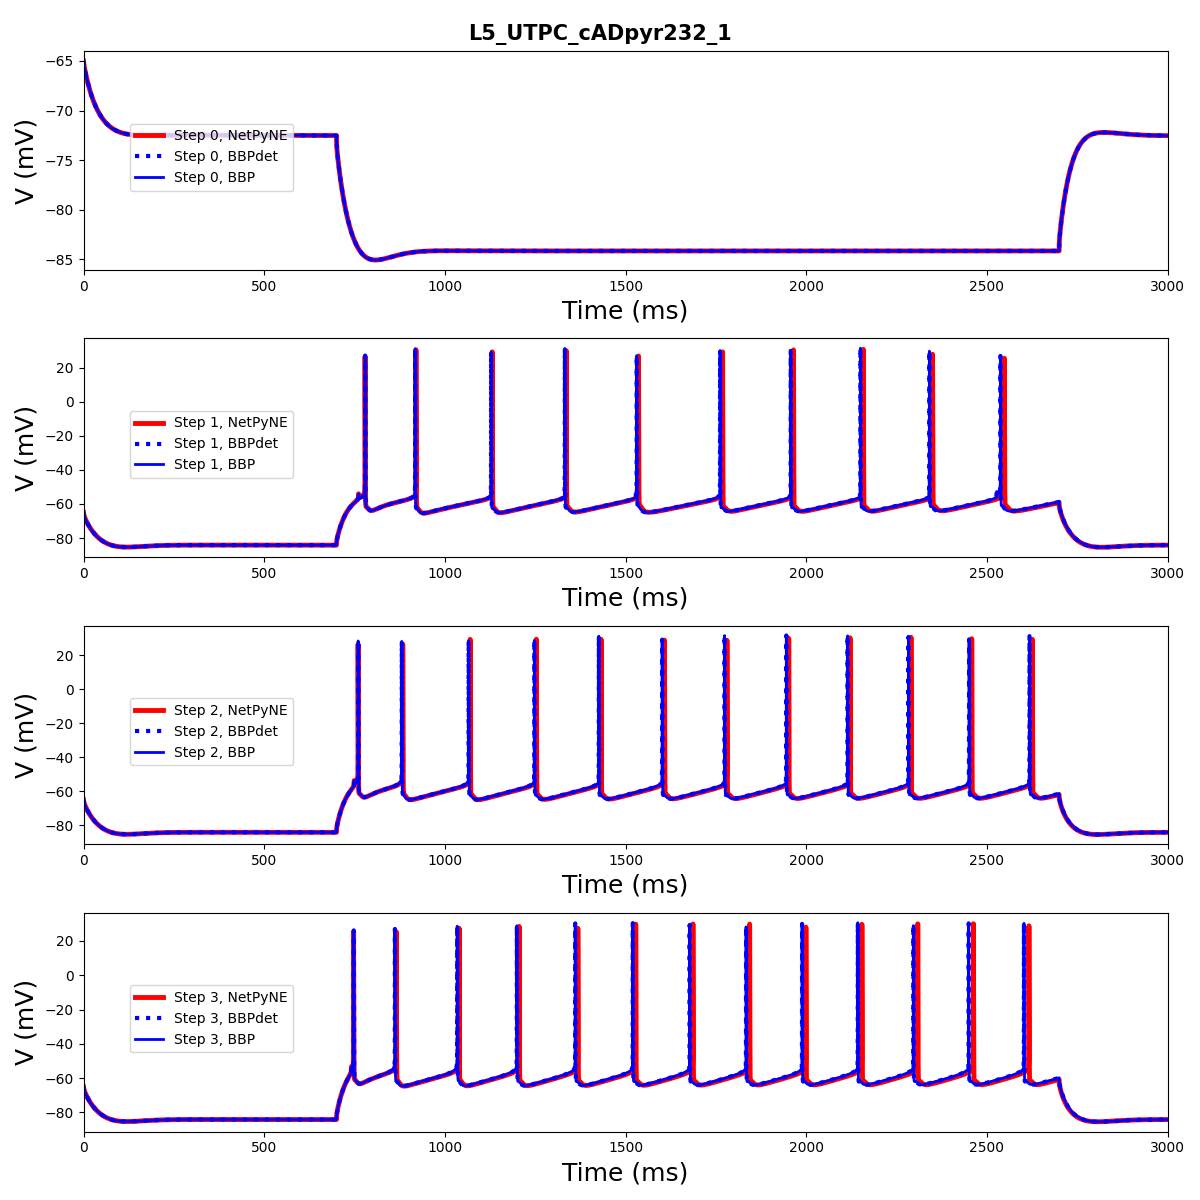 L5_UTPC_cADpyr232_1
−65
−70
−75
−80
−85
V (mV)
Step 0, NetPyNE
Step 0, BBPdet
Step 0, BBP
0 500 1000 1500 2000 2500 3000
Time (ms)
20
0
−20
−40
−60
−80
V (mV)
Step 1, NetPyNE
Step 1, BBPdet
Step 1, BBP
0 500 1000 1500 2000 2500 3000
Time (ms)
20
0
−20
−40
−60
−80
V (mV)
Step 2, NetPyNE
Step 2, BBPdet
Step 2, BBP
0 500 1000 1500 2000 2500 3000
Time (ms)
20
0
−20
−40
−60
−80
V (mV)
Step 3, NetPyNE
Step 3, BBPdet
Step 3, BBP
0 500 1000 1500 2000 2500 3000
Time (ms)